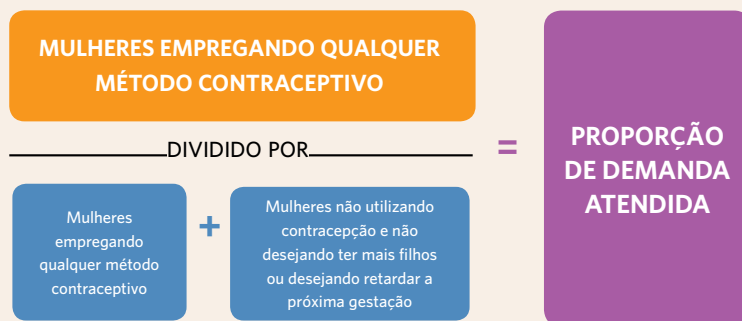 MULHERES EMPREGANDO QUALQUER
MÉTODO CONTRACEPTIVO
DIVIDIDO POR
=
PROPORÇÃO
DE DEMANDA
ATENDIDA
Mulheres
empregando
qualquer método
contraceptivo
+
Mulheres não utilizando
contracepção e não
desejando ter mais filhos
ou desejando retardar a
próxima gestação